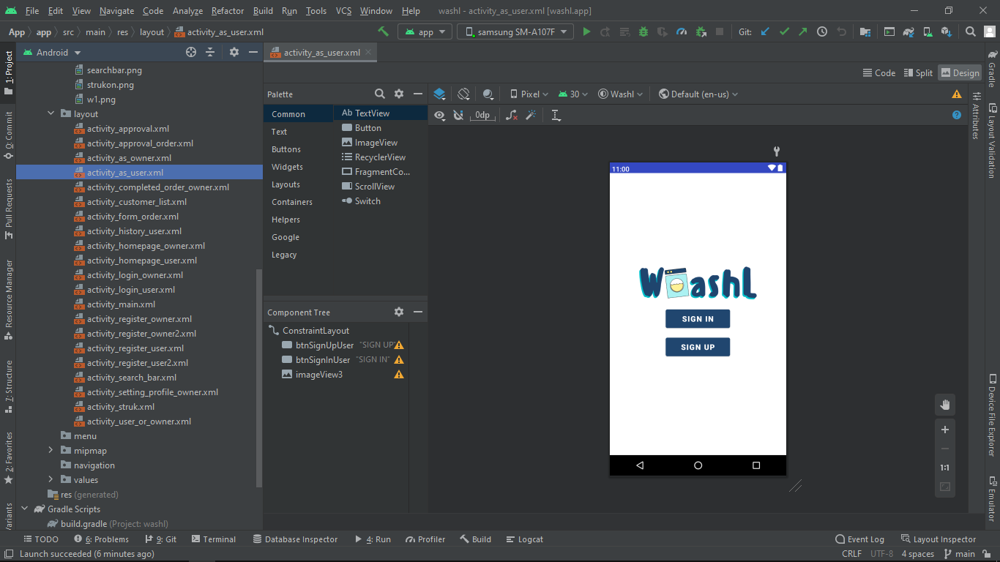 File Edit View Navigate Code Analyze Refactor Build Run Tools VCS Window Help washl - activity_as_user.xml [washl.app]
App app src main res layout activity_as_user.xml app samsung SM-A107F Git:
1: Project
0: Commit
Pull Requests
Resource Manager
7: Structure
2: Favorites
Android
searchbar.png
strukon.png
w1.png
layout
activity_approval.xml
activity_approval_order.xml
activity_as_owner.xml
activity_as_user.xml
activity_completed_order_owner.xml
activity_customer_list.xml
activity_form_order.xml
activity_history_user.xml
activity_homepage_owner.xml
activity_homepage_user.xml
activity_login_owner.xml
activity_login_user.xml
activity_main.xml
activity_register_owner.xml
activity_register_owner2.xml
activity_register_user.xml
activity_register_user2.xml
activity_search_bar.xml
activity_setting_profile_owner.xml
activity_struk.xml
activity_user_or_owner.xml
menu
mipmap
navigation
values
res (generated)
Gradle Scripts
build.gradle (Project: washl)
activity_as_user.xml
Code Split Design
Palette
Common
Text
Buttons
Widgets
Layouts
Containers
Helpers
Google
Legacy
Ab TextView
Button
ImageView
RecyclerView
FragmentCo...
ScrollView
Switch
Component Tree
ConstraintLayout
btnSignUpUser "SIGN UP"
btnSignInUser "SIGN IN"
imageView3
Pixel 30 Washl Default (en-us)
0dp
11:00
WashL
SIGN IN
SIGN UP
1:1
Attributes
Gradle
Layout Validation
Device File Explorer
Emulator
TODO 6: Problems 9: Git Terminal Database Inspector 4: Run Profiler Build Logcat Event Log Layout Inspector
Launch succeeded (6 minutes ago) CRLF UTF-8 4 spaces main